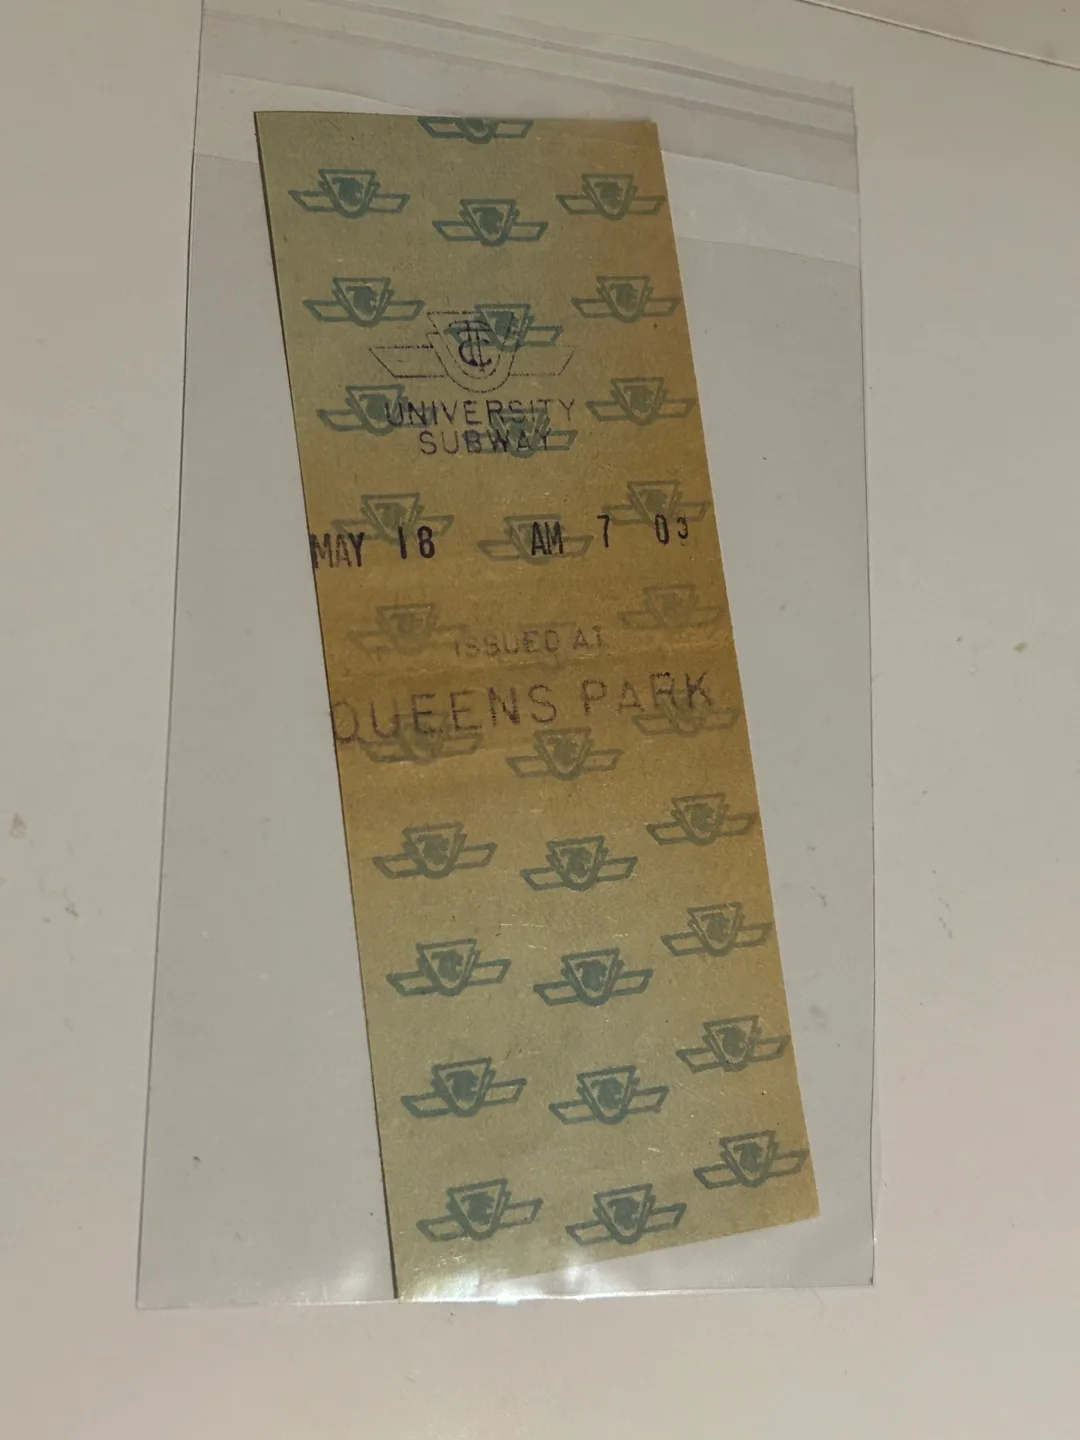 TTC
UNIVERSITY
SUBWAY
MAY 18 AM 7 03
ISSUED AT
QUEENS PARK